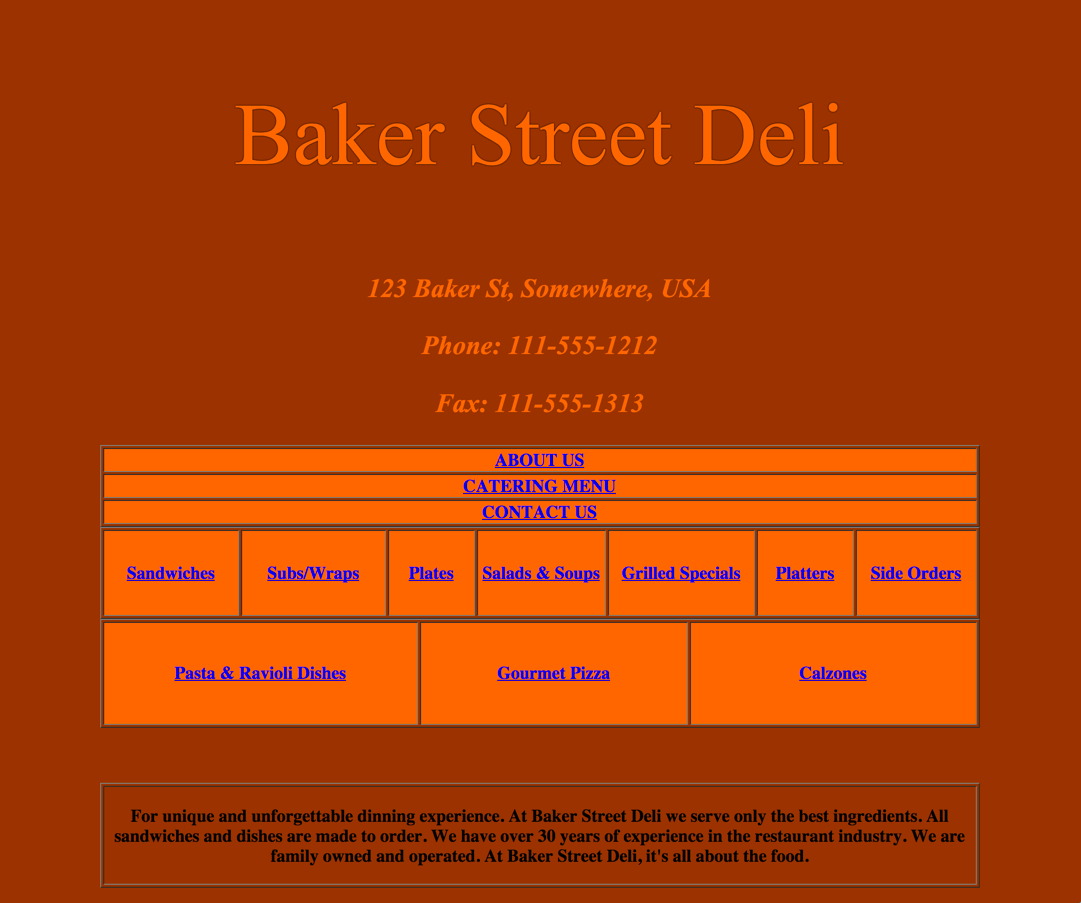 Baker Street Deli
123 Baker St, Somewhere, USA
Phone: 111-555-1212
Fax: 111-555-1313
ABOUT US
CATERING MENU
CONTACT US
Sandwiches Subs/Wraps Plates Salads & Soups Grilled Specials Platters Side Orders
Pasta & Ravioli Dishes Gourmet Pizza Calzones
For unique and unforgettable dinning experience. At Baker Street Deli we serve only the best ingredients. All
sandwiches and dishes are made to order. We have over 30 years of experience in the restaurant industry. We are
family owned and operated. At Baker Street Deli, it's all about the food.